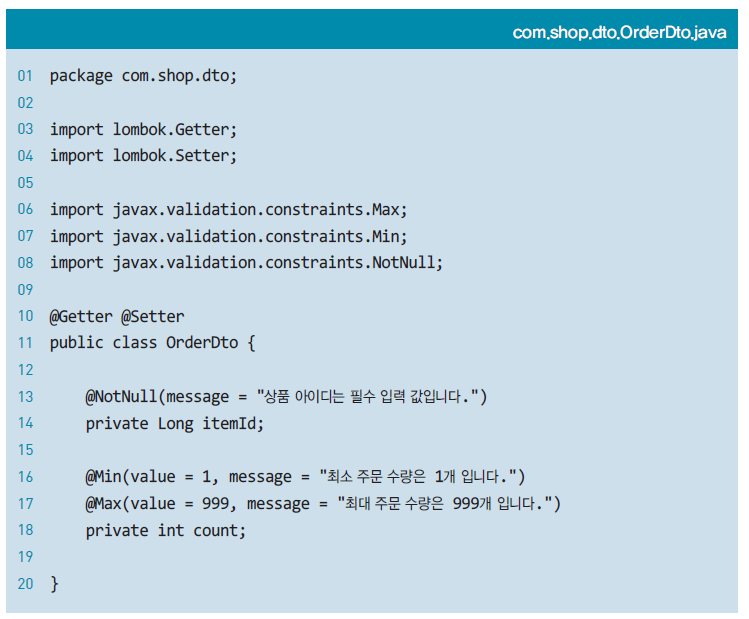 com.shop.dto.OrderDto.java
01 package com.shop.dto;
02
03 import lombok.Getter;
04 import lombok.Setter;
05
06 import javax.validation.constraints.Max;
07 import javax.validation.constraints.Min;
08 import javax.validation.constraints.NotNull;
09
10 @Getter @Setter
11 public class OrderDto {
12
13     @NotNull(message = "상품 아이디는 필수 입력 값입니다.")
14     private Long itemId;
15
16     @Min(value = 1, message = "최소 주문 수량은 1개 입니다.")
17     @Max(value = 999, message = "최대 주문 수량은 999개 입니다.")
18     private int count;
19
20 }